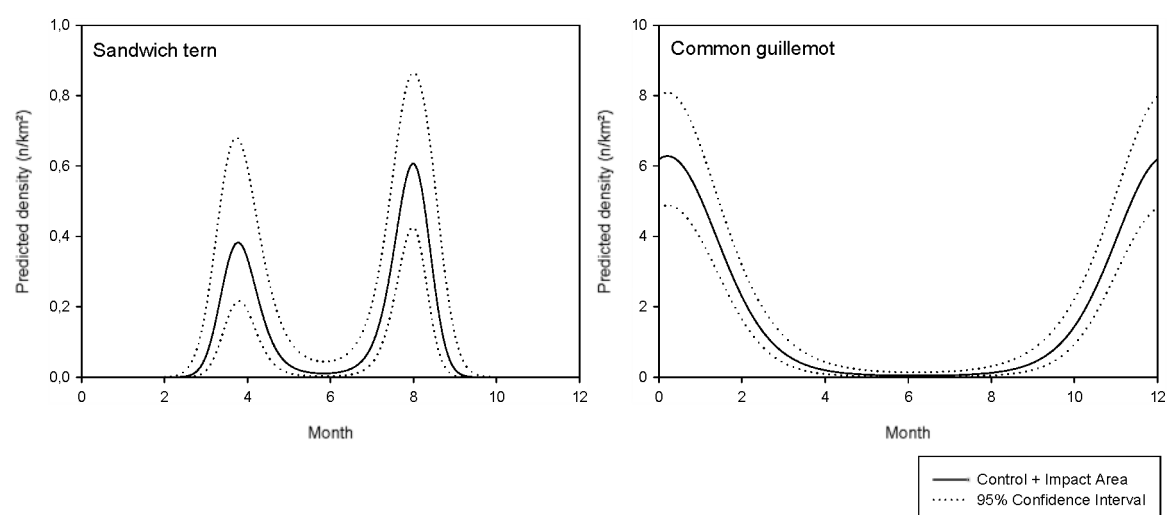 Sandwich tern
Predicted density (n/km²)
1,0
0,8
0,6
0,4
0,2
0,0
0 2 4 6 8 10 12
Month
Common guillemot
Predicted density (n/km²)
10
8
6
4
2
0
0 2 4 6 8 10 12
Month
Control + Impact Area
95% Confidence Interval